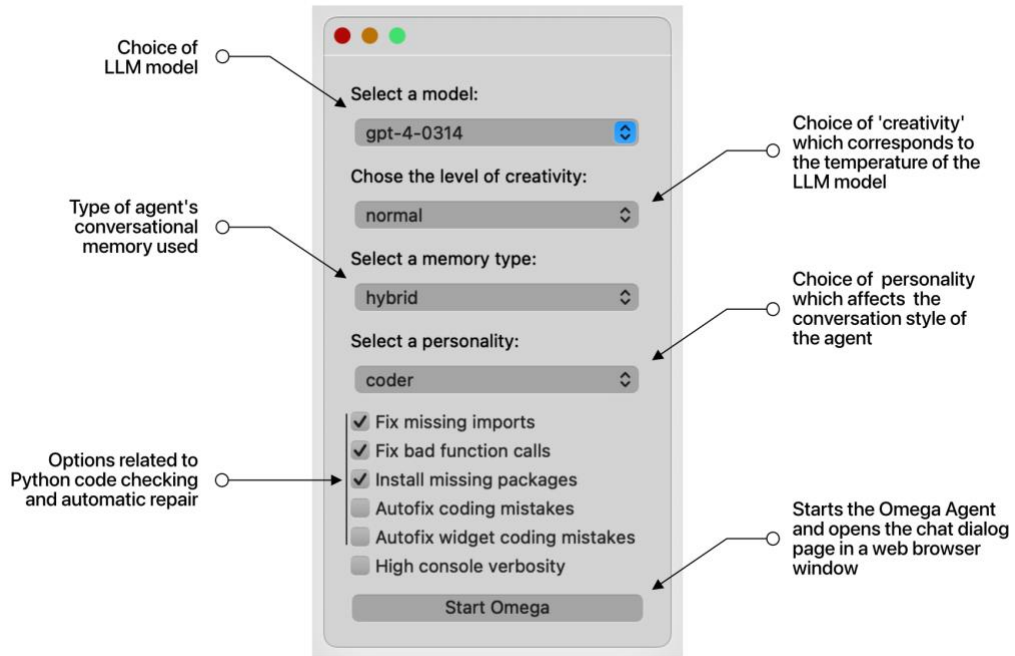 Choice of
LLM model
Select a model:
gpt-4-0314
Choice of 'creativity'
which corresponds to
the temperature of the
LLM model
Chose the level of creativity:
normal
Type of agent's
conversational
memory used
Select a memory type:
hybrid
Choice of personality
which affects the
conversation style of
the agent
Select a personality:
coder
Options related to
Python code checking
and automatic repair
Fix missing imports
Fix bad function calls
Install missing packages
Autofix coding mistakes
Autofix widget coding mistakes
High console verbosity
Starts the Omega Agent
and opens the chat dialog
page in a web browser
window
Start Omega